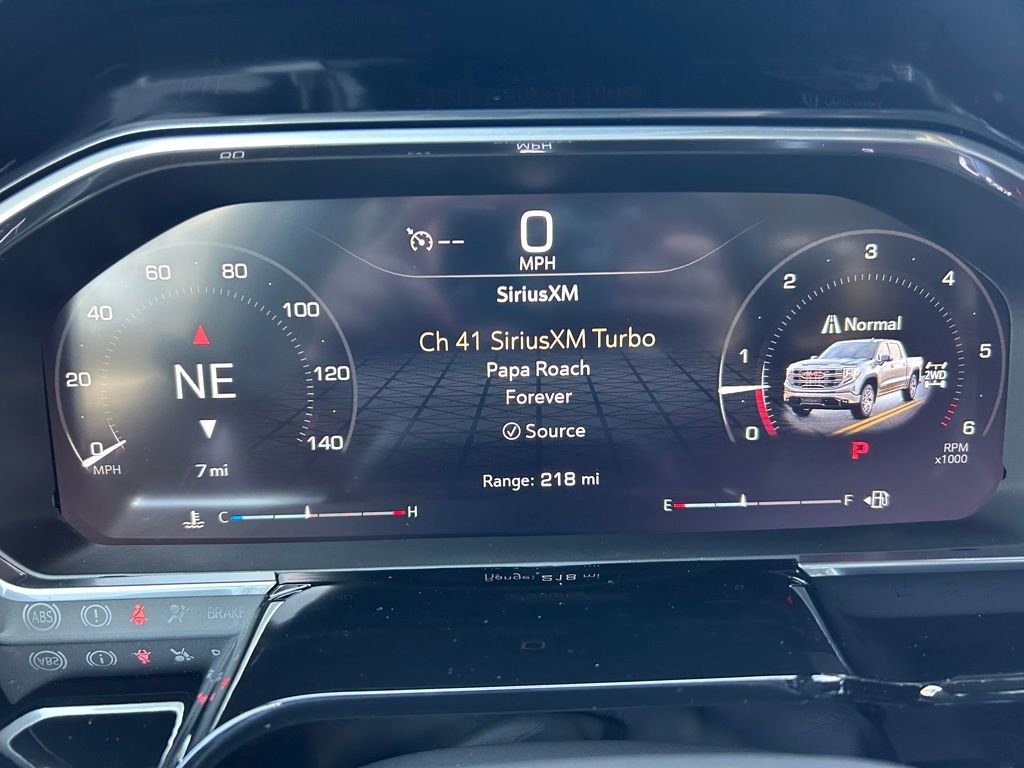 --
0
MPH
SiriusXM
Ch 41 SiriusXM Turbo
Papa Roach
Forever
Source
Range: 218 mi
0
20
40
60
80
100
120
140
MPH
NE
7 mi
C
H
0
1
2
3
4
5
6
RPM
x1000
Normal
GMC
2WD
P
E
F
ABS
BRAKE